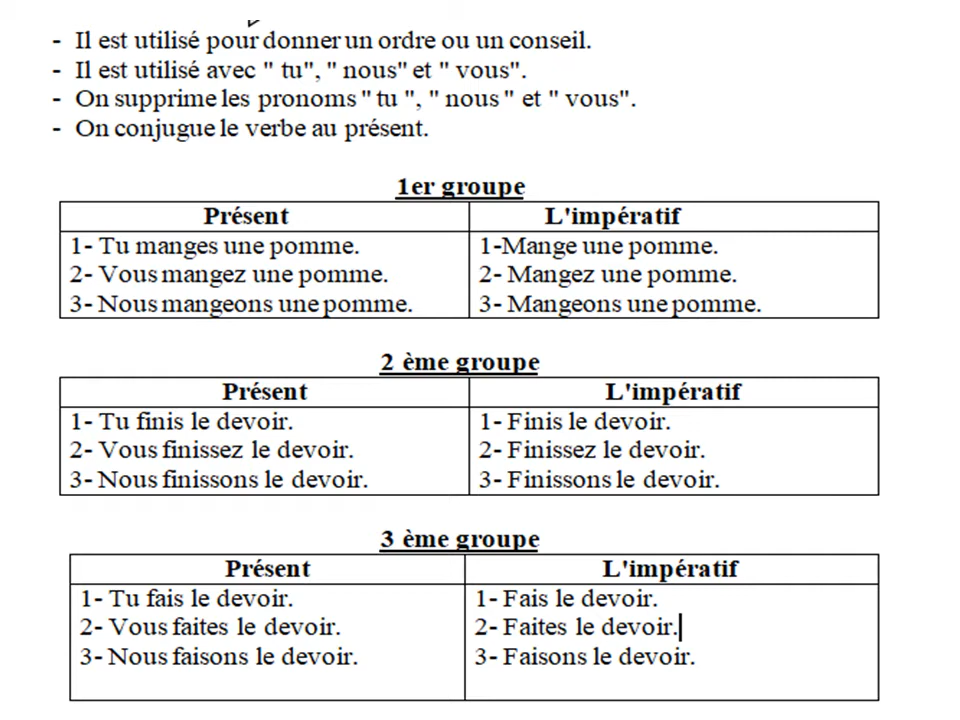 - Il est utilisé pour donner un ordre ou un conseil.
- Il est utilisé avec " tu", " nous" et " vous".
- On supprime les pronoms " tu ", " nous " et " vous".
- On conjugue le verbe au présent.
1er groupe
Présent L'impératif
1- Tu manges une pomme. 1-Mange une pomme.
2- Vous mangez une pomme. 2- Mangez une pomme.
3- Nous mangeons une pomme. 3- Mangeons une pomme.
2 ème groupe
Présent L'impératif
1- Tu finis le devoir. 1- Finis le devoir.
2- Vous finissez le devoir. 2- Finissez le devoir.
3- Nous finissons le devoir. 3- Finissons le devoir.
3 ème groupe
Présent L'impératif
1- Tu fais le devoir. 1- Fais le devoir.
2- Vous faites le devoir. 2- Faites le devoir.
3- Nous faisons le devoir. 3- Faisons le devoir.